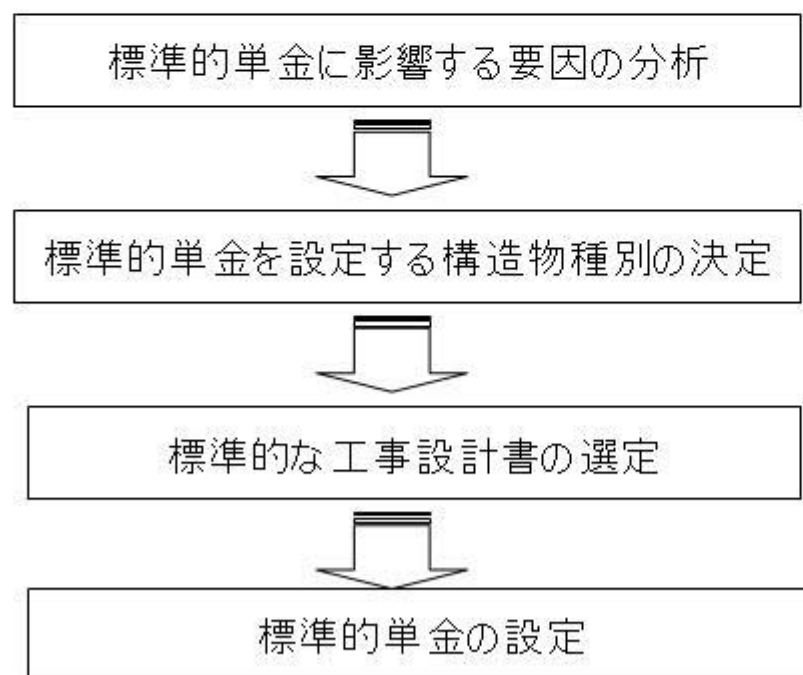 標準的単金に影響する要因の分析
標準的単金を設定する構造物種別の決定
標準的な工事設計書の選定
標準的単金の設定